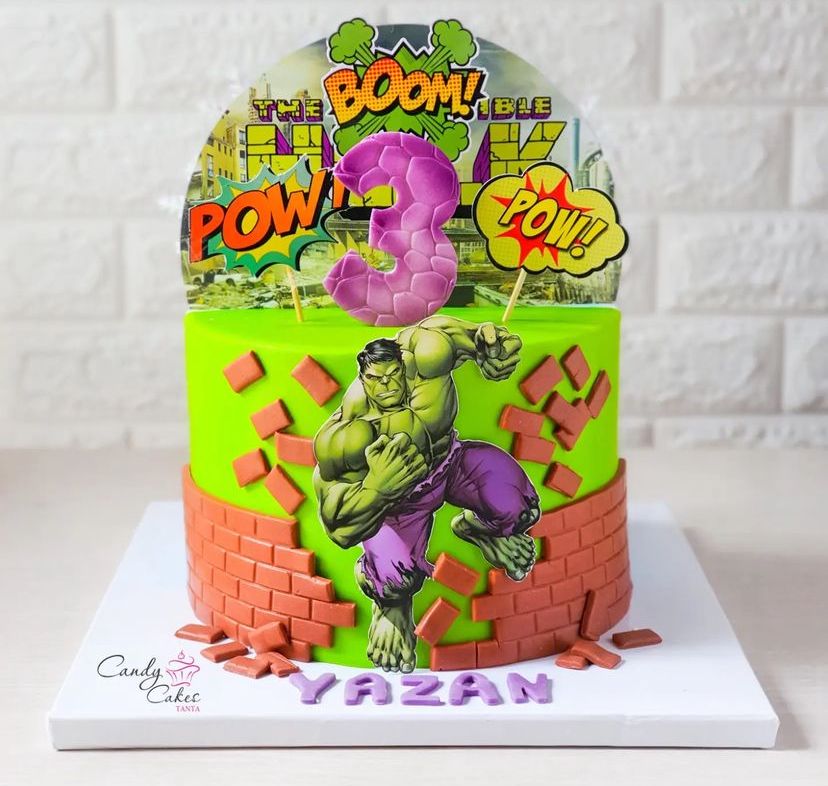 BOOM!
THE IBLE
POW!
POW!
3
YAZAN
Candy
Cakes
TANTA